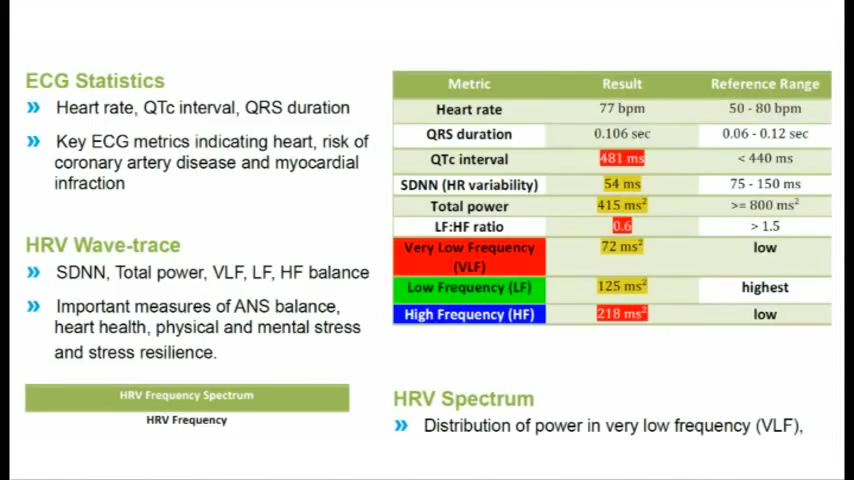 ECG Statistics
» Heart rate, QTc interval, QRS duration
» Key ECG metrics indicating heart, risk of
coronary artery disease and myocardial
infraction
HRV Wave-trace
» SDNN, Total power, VLF, LF, HF balance
» Important measures of ANS balance,
heart health, physical and mental stress
and stress resilience.
HRV Frequency Spectrum
HRV Frequency
Metric Result Reference Range
Heart rate 77 bpm 50 - 80 bpm
QRS duration 0.106 sec 0.06 - 0.12 sec
QTc interval 481 ms < 440 ms
SDNN (HR variability) 54 ms 75 - 150 ms
Total power 415 ms² >= 800 ms²
LF:HF ratio 0.6 > 1.5
Very Low Frequency 72 ms² low
(VLF)
Low Frequency (LF) 125 ms² highest
High Frequency (HF) 218 ms² low
HRV Spectrum
» Distribution of power in very low frequency (VLF),